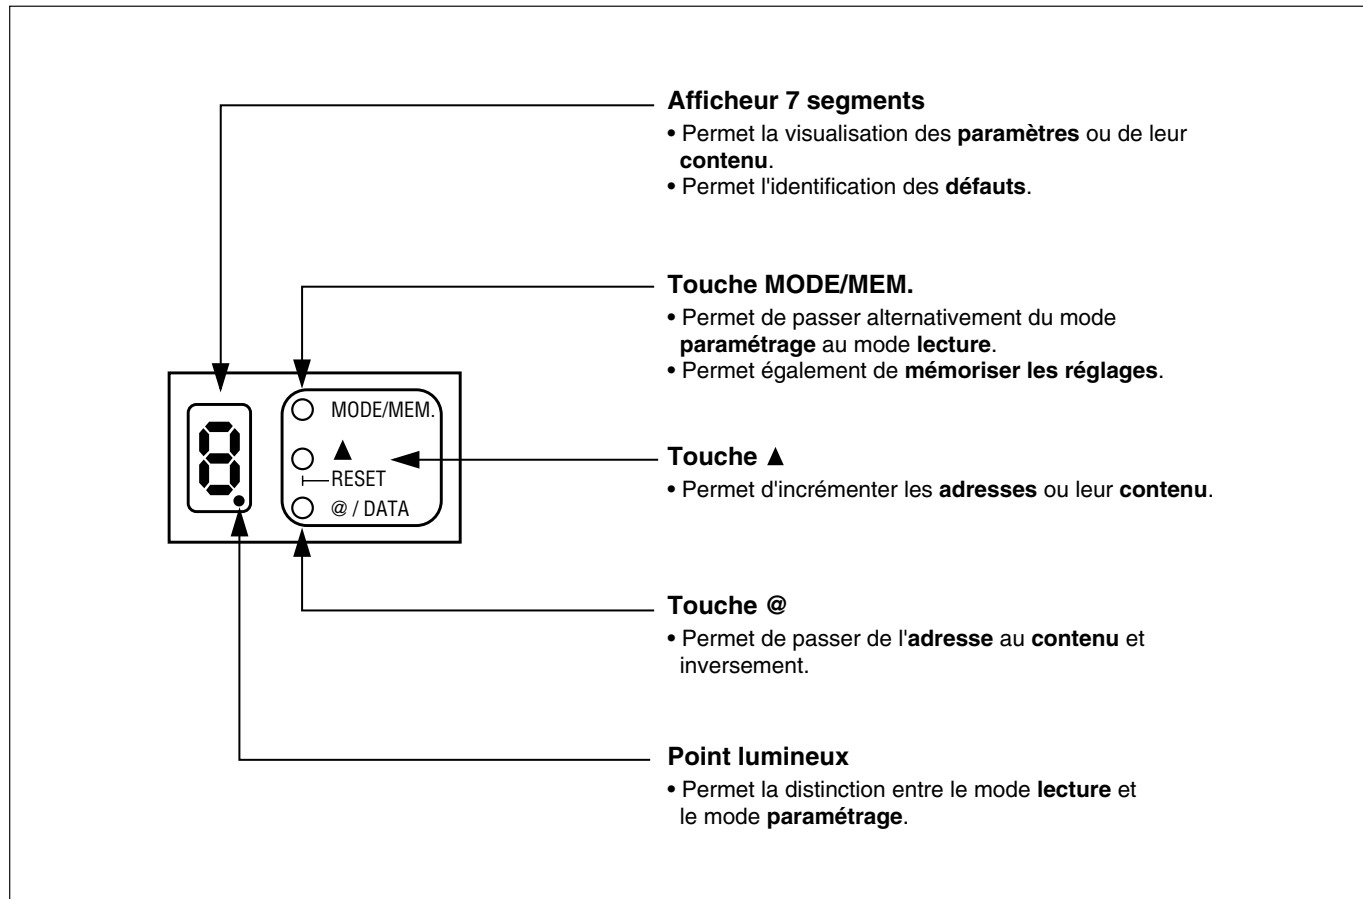 Afficheur 7 segments
• Permet la visualisation des paramètres ou de leur
contenu.
• Permet l'identification des défauts.
Touche MODE/MEM.
• Permet de passer alternativement du mode
paramétrage au mode lecture.
• Permet également de mémoriser les réglages.
8.
MODE/MEM.
▲
RESET
@ / DATA
Touche ▲
• Permet d'incrémenter les adresses ou leur contenu.
Touche @
• Permet de passer de l'adresse au contenu et
inversement.
Point lumineux
• Permet la distinction entre le mode lecture et
le mode paramétrage.